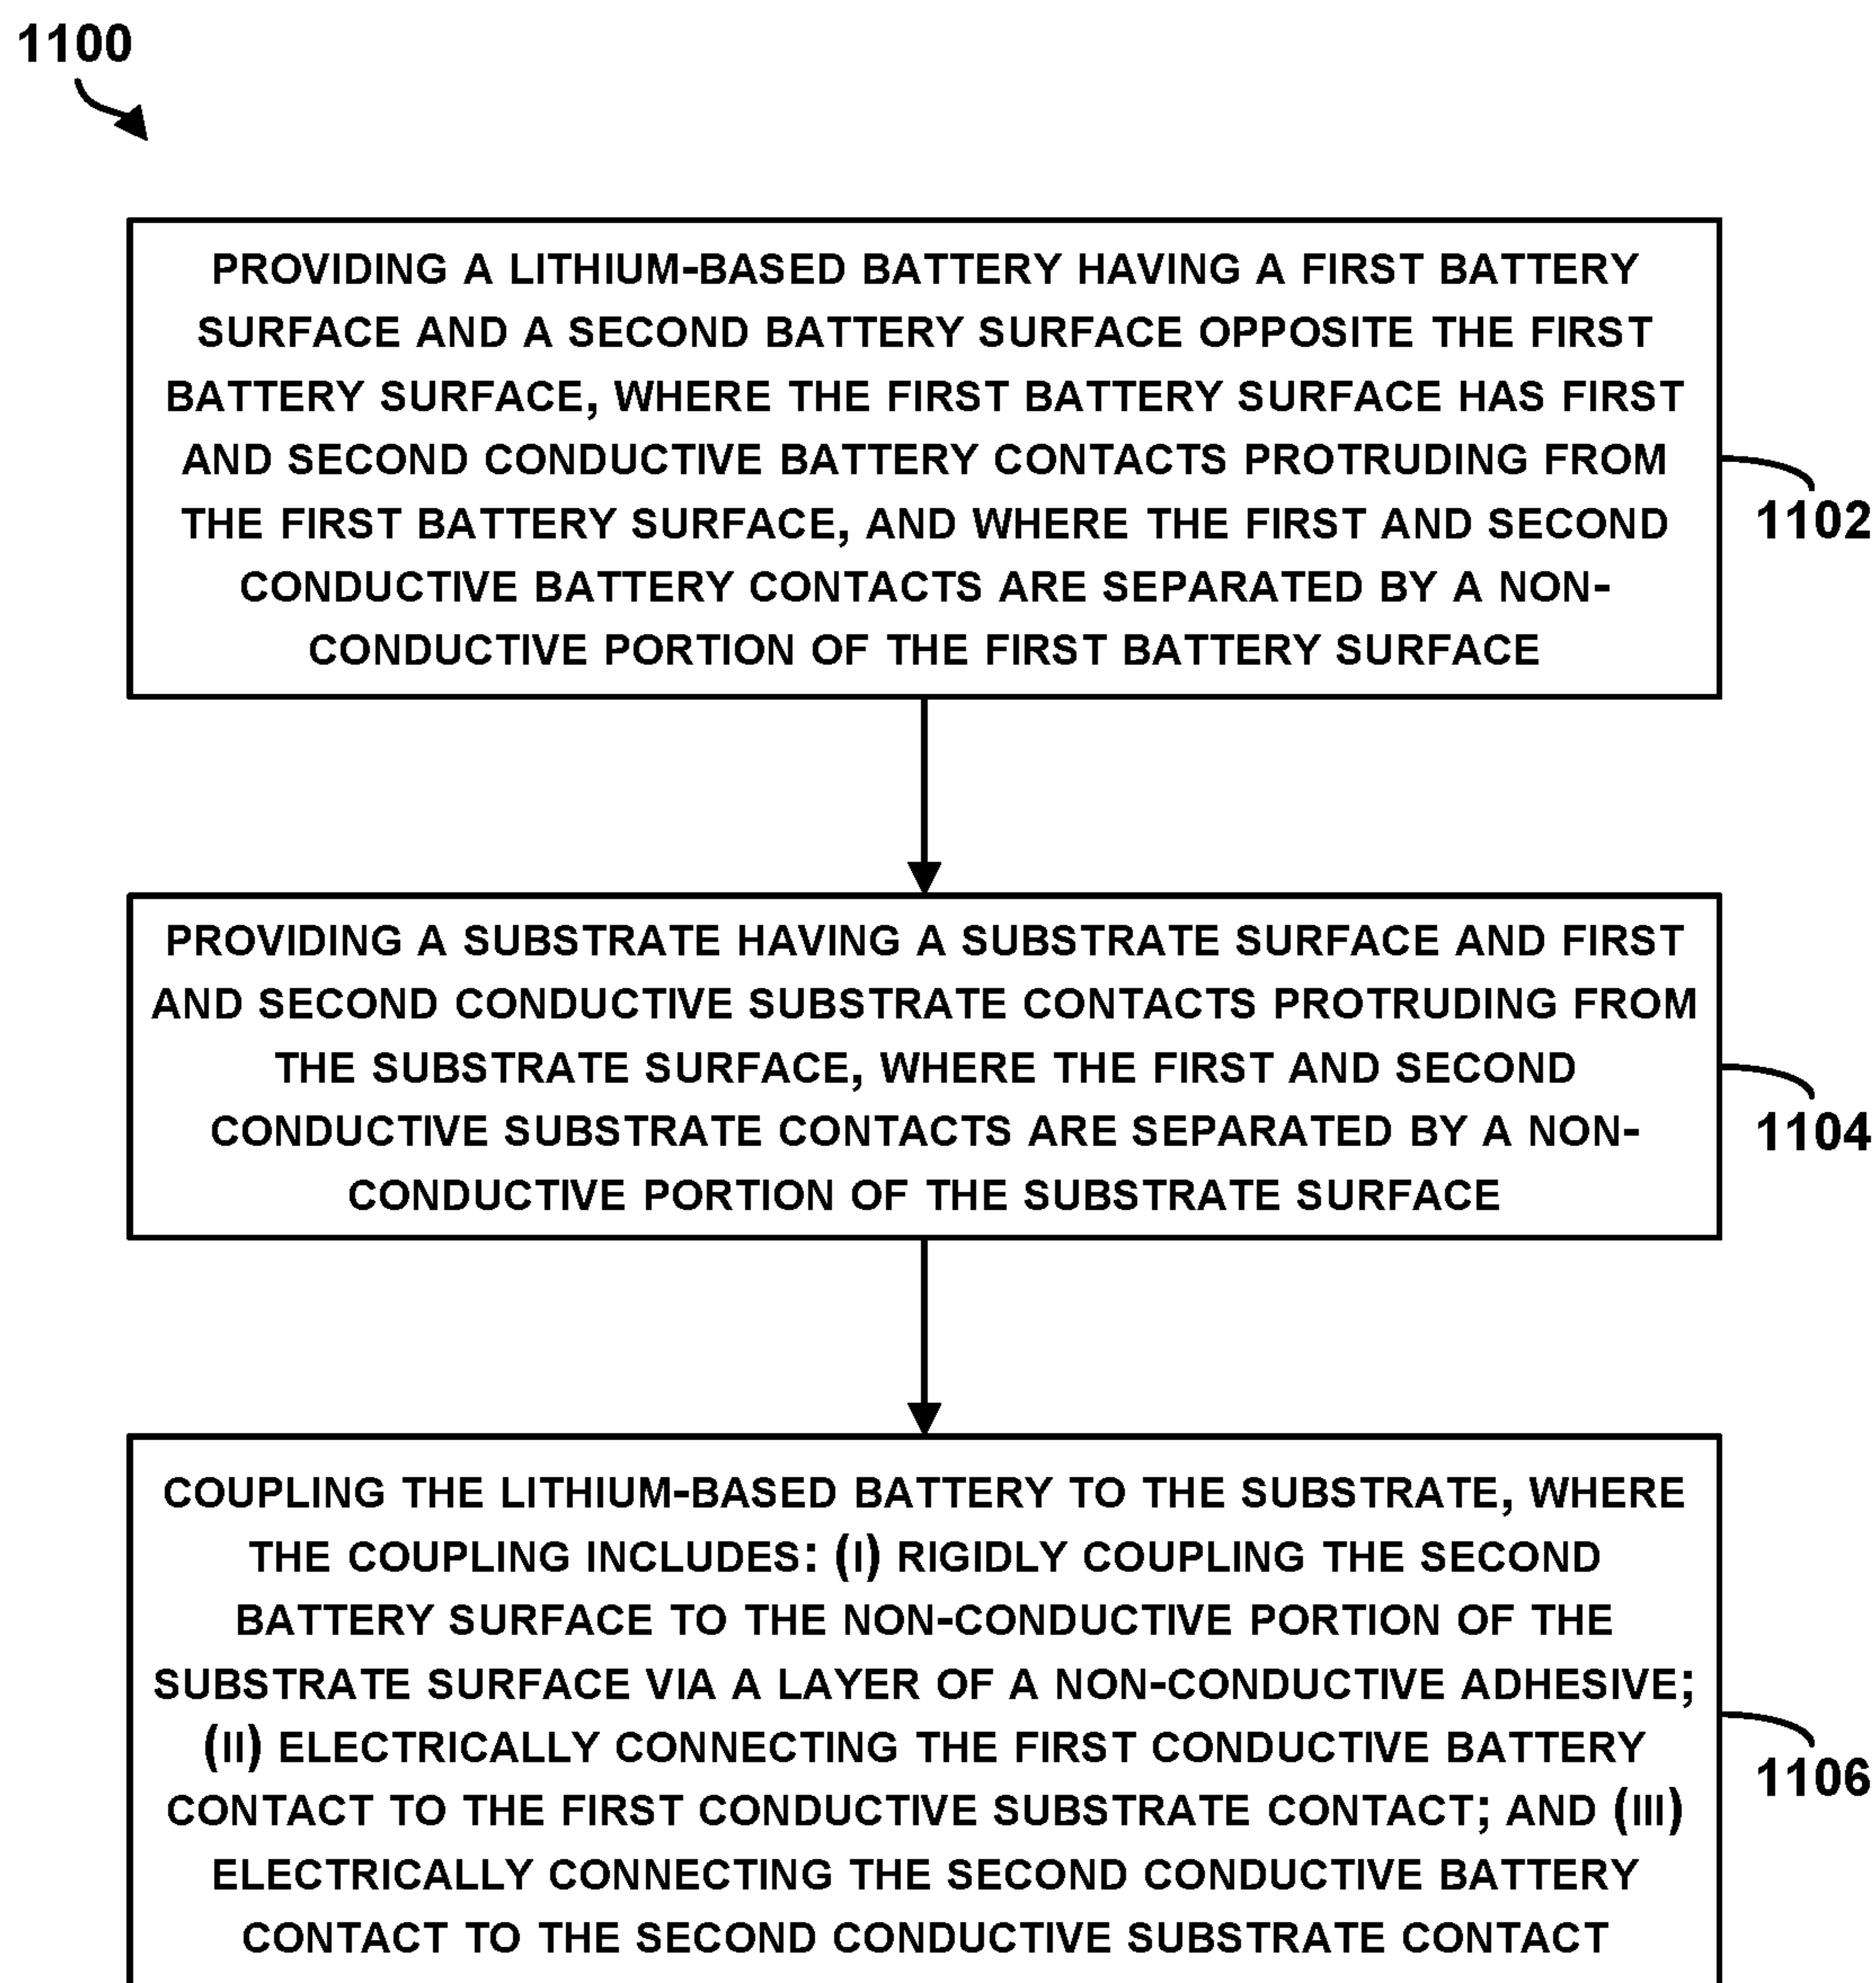 1100
PROVIDING A LITHIUM-BASED BATTERY HAVING A FIRST BATTERY
SURFACE AND A SECOND BATTERY SURFACE OPPOSITE THE FIRST
BATTERY SURFACE, WHERE THE FIRST BATTERY SURFACE HAS FIRST
AND SECOND CONDUCTIVE BATTERY CONTACTS PROTRUDING FROM
THE FIRST BATTERY SURFACE, AND WHERE THE FIRST AND SECOND
CONDUCTIVE BATTERY CONTACTS ARE SEPARATED BY A NON-
CONDUCTIVE PORTION OF THE FIRST BATTERY SURFACE
1102
PROVIDING A SUBSTRATE HAVING A SUBSTRATE SURFACE AND FIRST
AND SECOND CONDUCTIVE SUBSTRATE CONTACTS PROTRUDING FROM
THE SUBSTRATE SURFACE, WHERE THE FIRST AND SECOND
CONDUCTIVE SUBSTRATE CONTACTS ARE SEPARATED BY A NON-
CONDUCTIVE PORTION OF THE SUBSTRATE SURFACE
1104
COUPLING THE LITHIUM-BASED BATTERY TO THE SUBSTRATE, WHERE
THE COUPLING INCLUDES: (I) RIGIDLY COUPLING THE SECOND
BATTERY SURFACE TO THE NON-CONDUCTIVE PORTION OF THE
SUBSTRATE SURFACE VIA A LAYER OF A NON-CONDUCTIVE ADHESIVE;
(II) ELECTRICALLY CONNECTING THE FIRST CONDUCTIVE BATTERY
CONTACT TO THE FIRST CONDUCTIVE SUBSTRATE CONTACT; AND (III)
ELECTRICALLY CONNECTING THE SECOND CONDUCTIVE BATTERY
CONTACT TO THE SECOND CONDUCTIVE SUBSTRATE CONTACT
1106